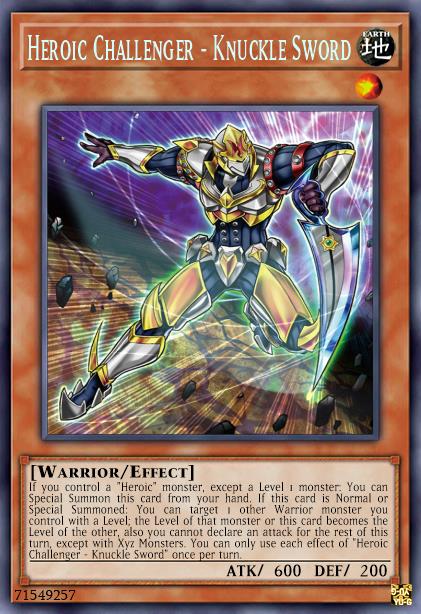 HEROIC CHALLENGER - KNUCKLE SWORD
EARTH
地
[WARRIOR/EFFECT]
If you control a "Heroic" monster, except a Level 1 monster: You can
Special Summon this card from your hand. If this card is Normal or
Special Summoned: You can target 1 other Warrior monster you
control with a Level; the Level of that monster or this card becomes the
Level of the other, also you cannot declare an attack for the rest of this
turn, except with Xyz Monsters. You can only use each effect of "Heroic
Challenger - Knuckle Sword" once per turn.
ATK/ 600 DEF/ 200
71549257